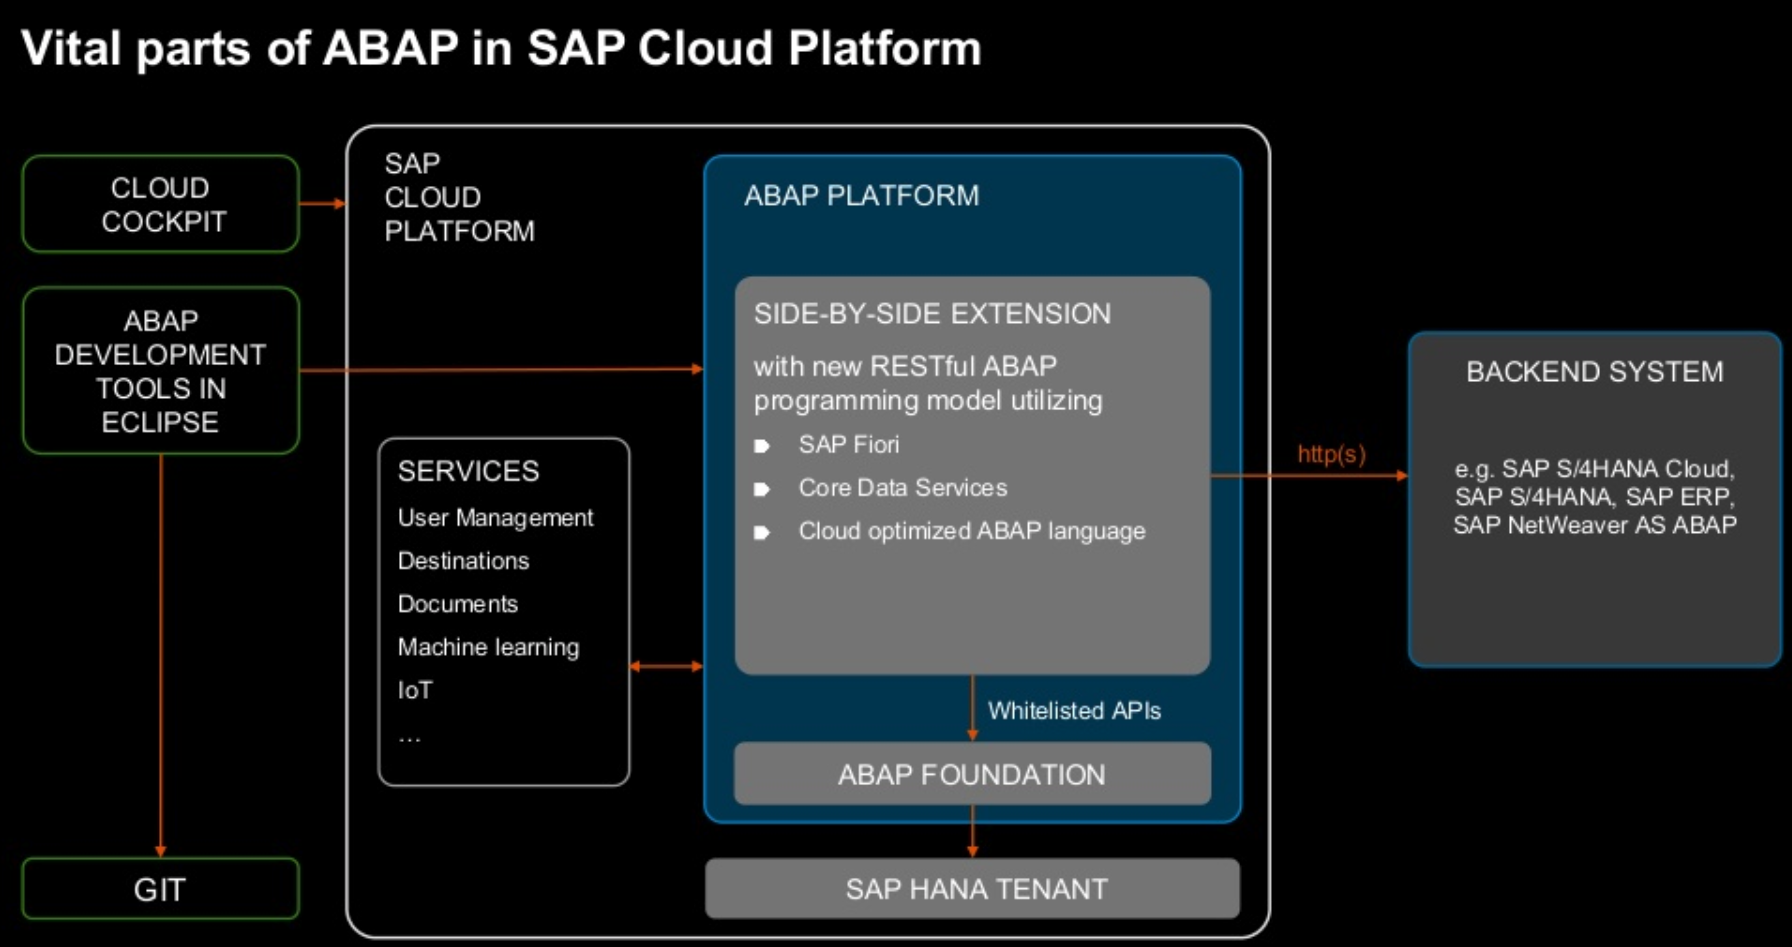 Vital parts of ABAP in SAP Cloud Platform
CLOUD
COCKPIT
ABAP
DEVELOPMENT
TOOLS IN
ECLIPSE
GIT
SAP
CLOUD
PLATFORM
SERVICES
User Management
Destinations
Documents
Machine learning
IoT
...
ABAP PLATFORM
SIDE-BY-SIDE EXTENSION
with new RESTful ABAP
programming model utilizing
SAP Fiori
Core Data Services
Cloud optimized ABAP language
Whitelisted APIs
ABAP FOUNDATION
SAP HANA TENANT
http(s)
BACKEND SYSTEM
e.g. SAP S/4HANA Cloud,
SAP S/4HANA, SAP ERP,
SAP NetWeaver AS ABAP